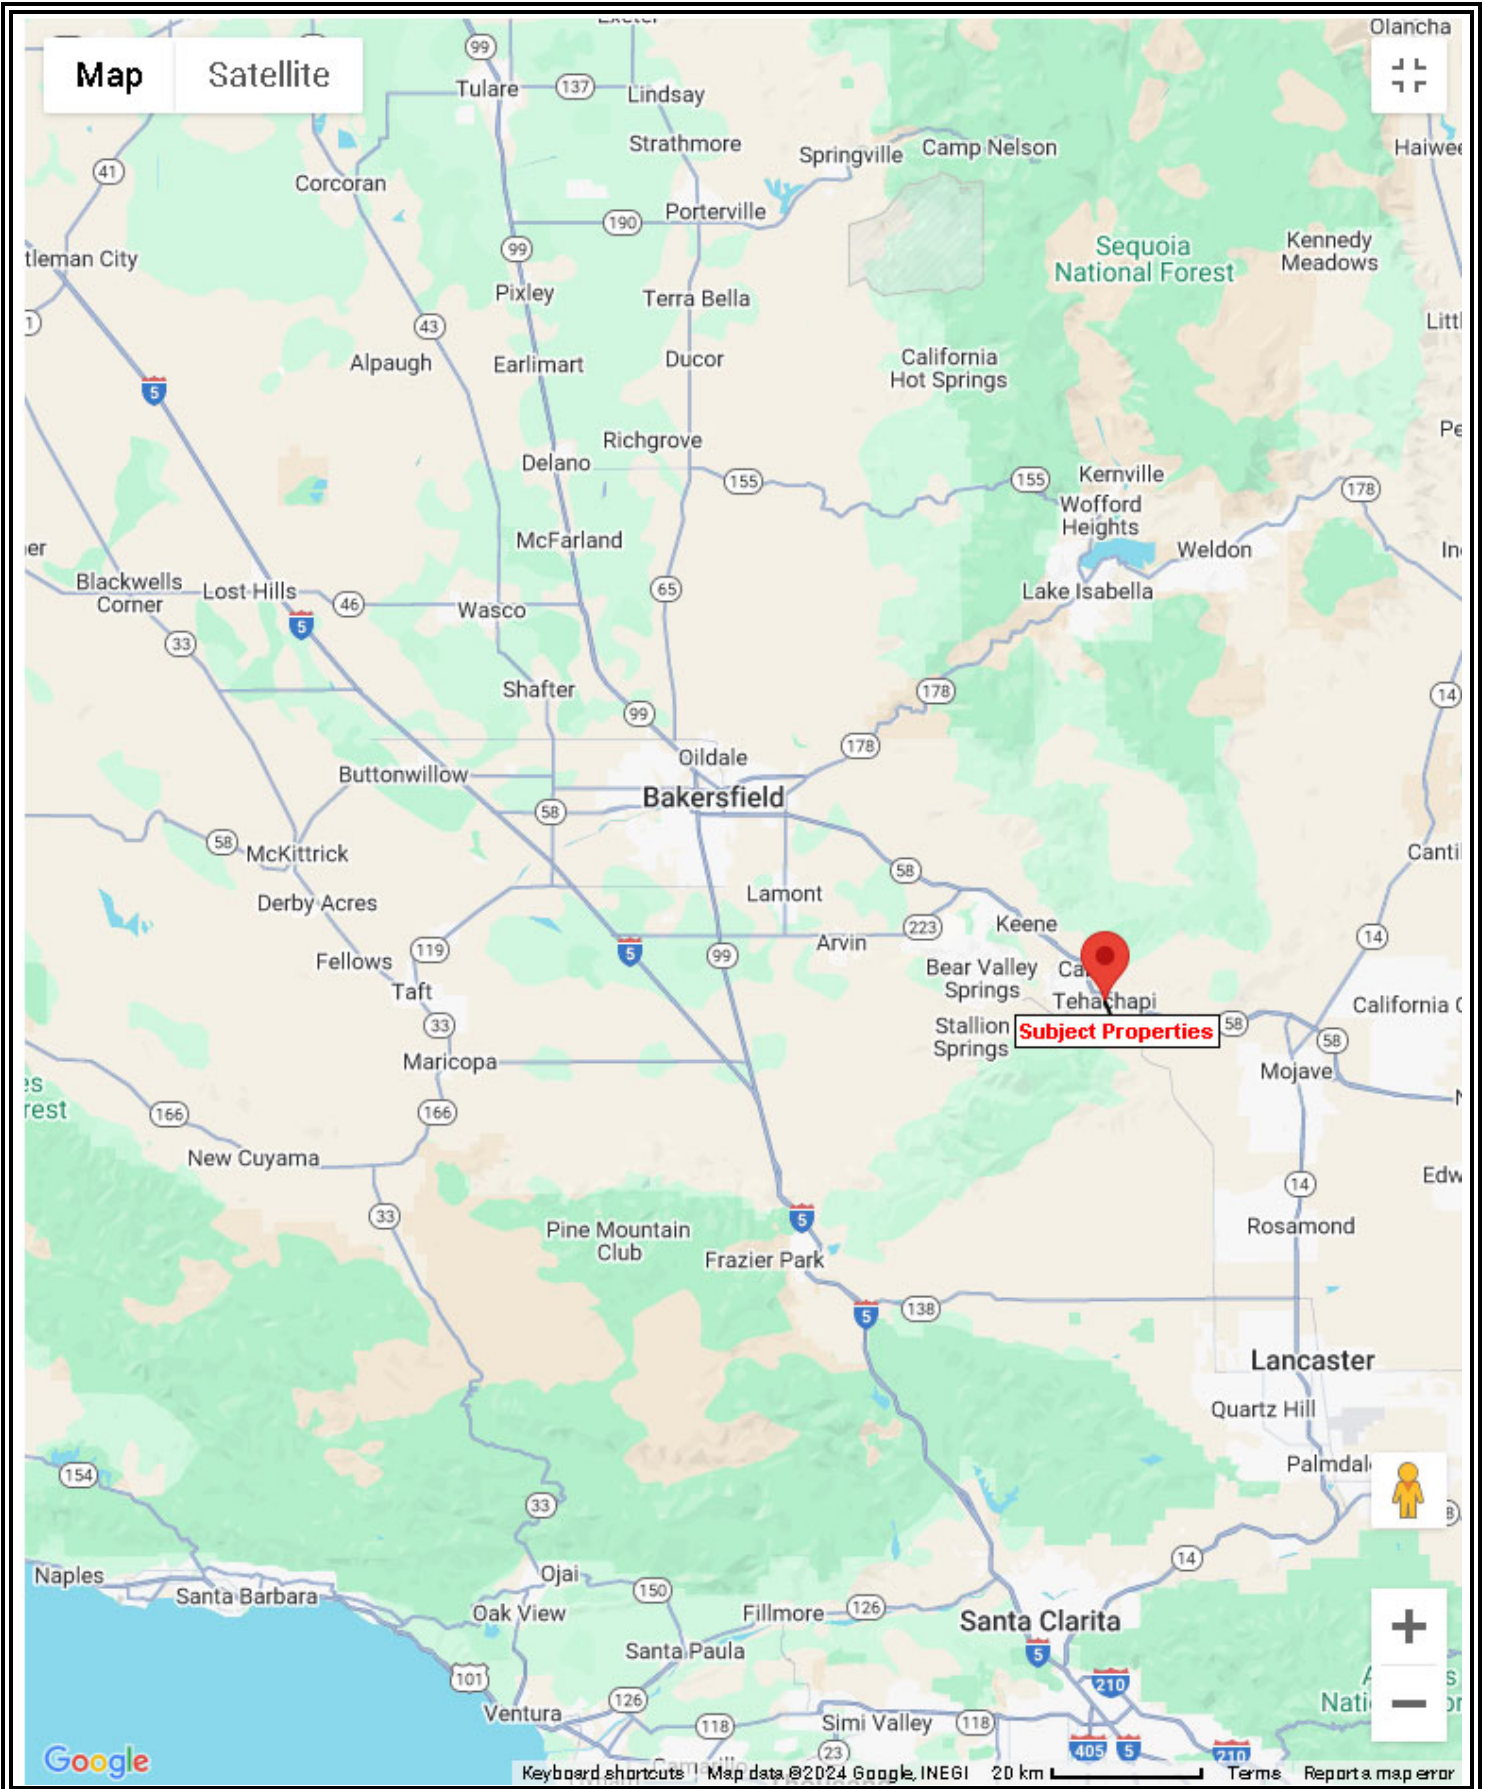 Olancha
Map
Satellite
99
Tulare
137
Lindsay
Strathmore
Springville
Camp Nelson
41
Corcoran
190
Porterville
99
Sequoia
National Forest
Kennedy
Meadows
tleman City
Pixley
Terra Bella
43
Alpaugh
Earlimart
Ducor
California
Hot Springs
5
Richgrove
Delano
155
155
Kernville
178
Wofford
Heights
McFarland
Weldon
Blackwells
Corner
Lost Hills
46
Wasco
65
Lake Isabella
5
33
Shafter
178
14
99
Oildale
178
Buttonwillow
Bakersfield
58
58
McKittrick
58
Derby Acres
Lamont
223
Keene
14
Fellows
119
5
99
Arvin
Bear Valley
Springs
Taft
Tehachapi
California
33
Stallion
Springs
Subject Properties
58
58
Maricopa
Mojave
166
166
New Cuyama
14
33
Pine Mountain
Club
5
Rosamond
Frazier Park
5
138
Lancaster
Quartz Hill
154
Palmdal
33
14
Naples
Ojai
Santa Barbara
150
Oak View
Fillmore
126
Santa Clarita
Santa Paula
5
101
210
126
Ventura
118
Simi Valley
118
23
405
5
210
Google
Keyboard shortcuts
Map data ©2024 Google, INEGI
20 km
Terms
Report a map error